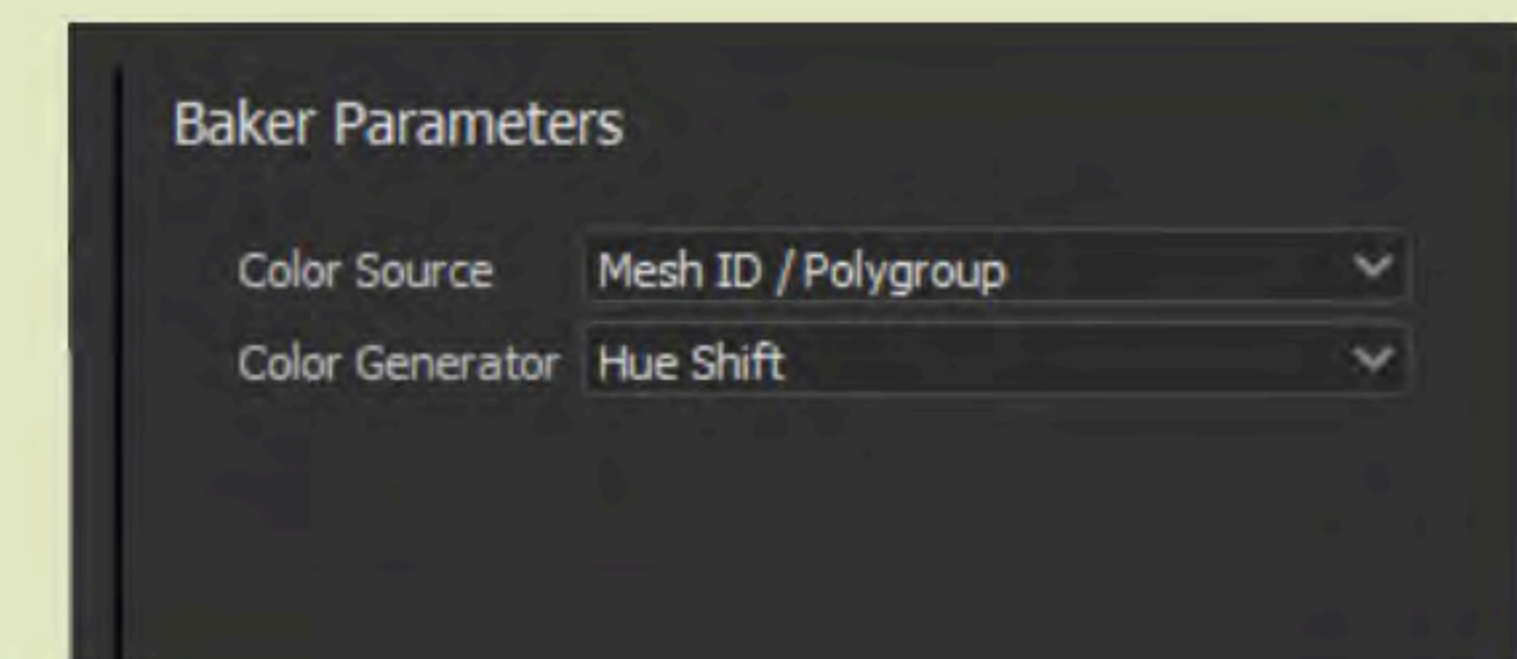 Baker Parameters
Color Source Mesh ID / Polygroup
Color Generator Hue Shift